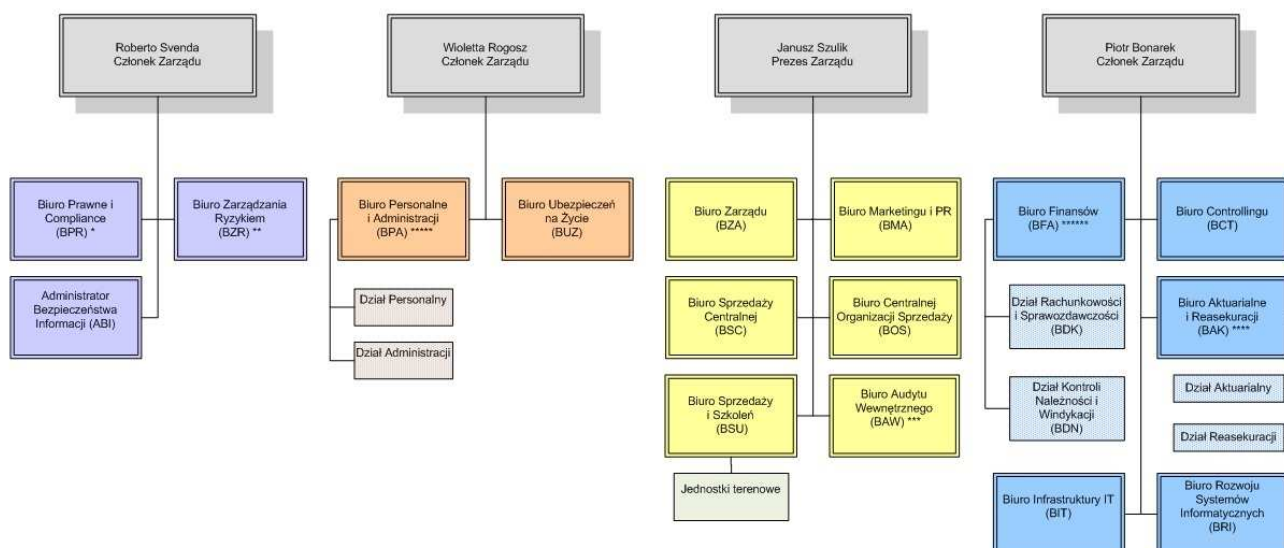 Roberto Svenda
Członek Zarządu
Wioletta Rogosz
Członek Zarządu
Janusz Szulik
Prezes Zarządu
Piotr Bonarek
Członek Zarządu
Biuro Prawne i
Compliance
(BPR) *
Biuro Zarządzania
Ryzykiem
(BZR) **
Administrator
Bezpieczeństwa
Informacji (ABI)
Biuro Personalne
i Administracji
(BPA) *****
Biuro Ubezpieczeń
na Życie
(BUZ)
Dział Personalny
Dział Administracji
Biuro Zarządu
(BZA)
Biuro Marketingu i PR
(BMA)
Biuro Sprzedaży
Centralnej
(BSC)
Biuro Centralnej
Organizacji Sprzedaży
(BOS)
Biuro Sprzedaży
i Szkoleń
(BSU)
Biuro Audytu
Wewnętrznego
(BAW) ***
Jednostki terenowe
Biuro Finansów
(BFA) ******
Biuro Controllingu
(BCT)
Dział Rachunkowości
i Sprawozdawczości
(BDK)
Biuro Aktuarialne
i Reasekuracji
(BAK) ****
Dział Kontroli
Należności i
Windykacji
(BDN)
Dział Aktuarialny
Dział Reasekuracji
Biuro Infrastruktury IT
(BIT)
Biuro Rozwoju
Systemów
Informatycznych
(BRI)